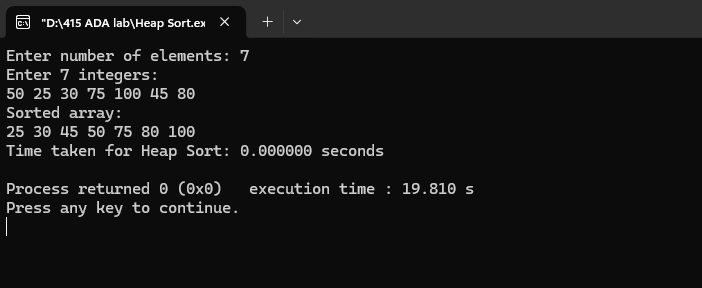 "D:\415 ADA lab\Heap Sort.ex
Enter number of elements: 7
Enter 7 integers:
50 25 30 75 100 45 80
Sorted array:
25 30 45 50 75 80 100
Time taken for Heap Sort: 0.000000 seconds
Process returned 0 (0x0)   execution time : 19.810 s
Press any key to continue.